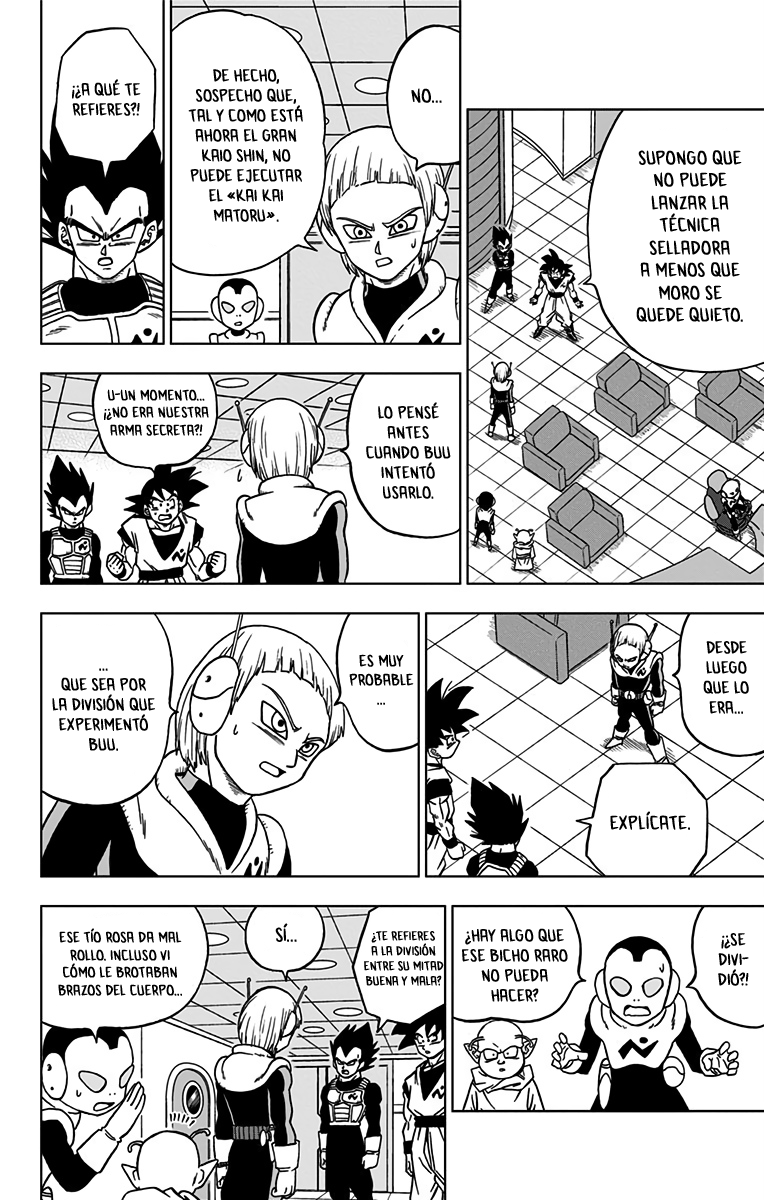 SUPONGO QUE
NO PUEDE
LANZAR LA
TÉCNICA
SELLADORA
A MENOS QUE
MORO SE
QUEDE QUIETO.
NO...
DE HECHO,
SOSPECHO QUE,
TAL Y COMO ESTÁ
AHORA EL GRAN
KAIO SHIN, NO
PUEDE EJECUTAR
EL «KAI KAI
MATORU».
¡¿A QUÉ TE
REFIERES?!
LO PENSÉ
ANTES
CUANDO BUU
INTENTÓ
USARLO.
U-UN MOMENTO...
¡¿NO ERA NUESTRA
ARMA SECRETA?!
DESDE
LUEGO
QUE LO
ERA...
EXPLÍCATE.
ES MUY
PROBABLE
...
...
QUE SEA POR
LA DIVISIÓN QUE
EXPERIMENTÓ
BUU.
¡¿SE
DIVI-
DIÓ?!
¿HAY ALGO QUE
ESE BICHO RARO
NO PUEDA
HACER?
¿TE REFIERES
A LA DIVISIÓN
ENTRE SU MITAD
BUENA Y MALA?
SÍ...
ESE TÍO ROSA DA MAL
ROLLO. INCLUSO VI
CÓMO LE BROTABAN
BRAZOS DEL CUERPO...